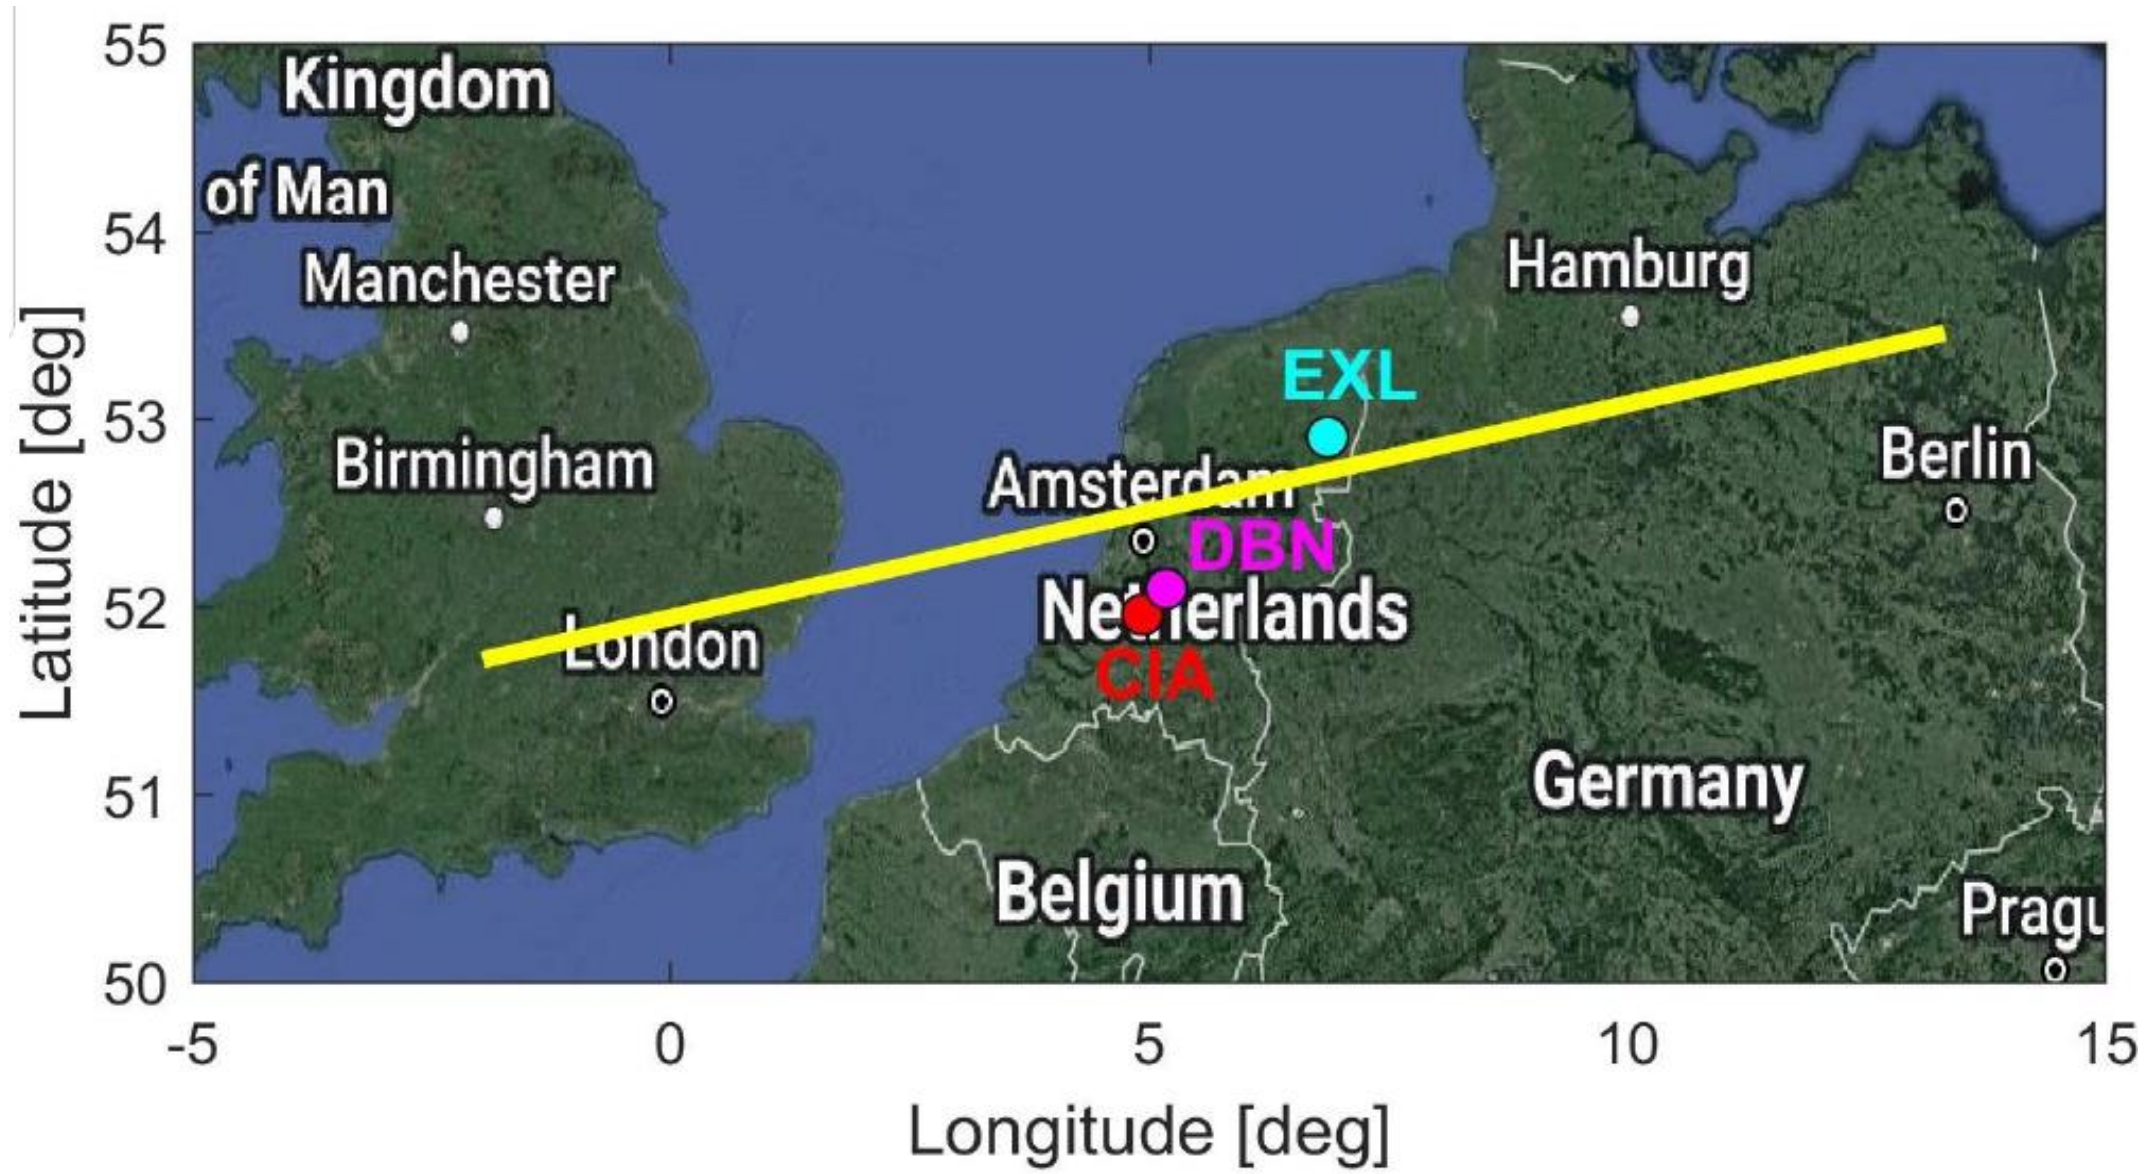 55
Kingdom
of Man
54
Manchester
Hamburg
EXL
53
Birmingham
Amsterdam
Berlin
DBN
52
Netherlands
London
CIA
51
Germany
Belgium
Pragu
50
-5 0 5 10 15
Latitude [deg]
Longitude [deg]